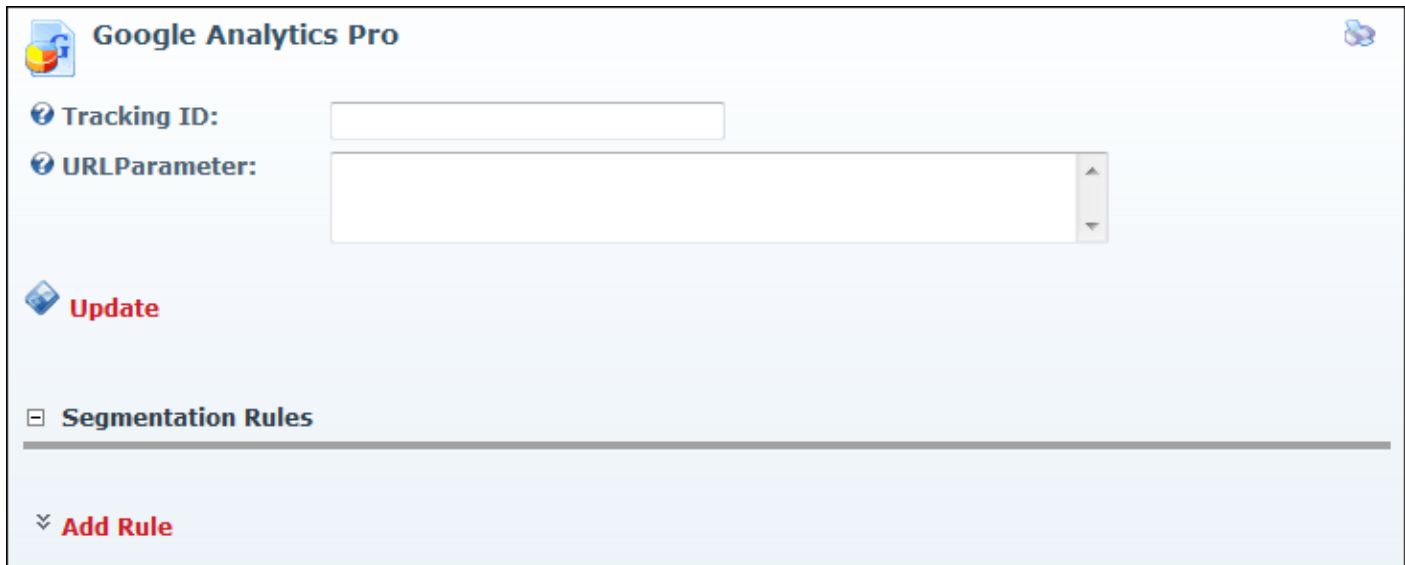 Google Analytics Pro
Tracking ID:
URLParameter:
Update
Segmentation Rules
Add Rule